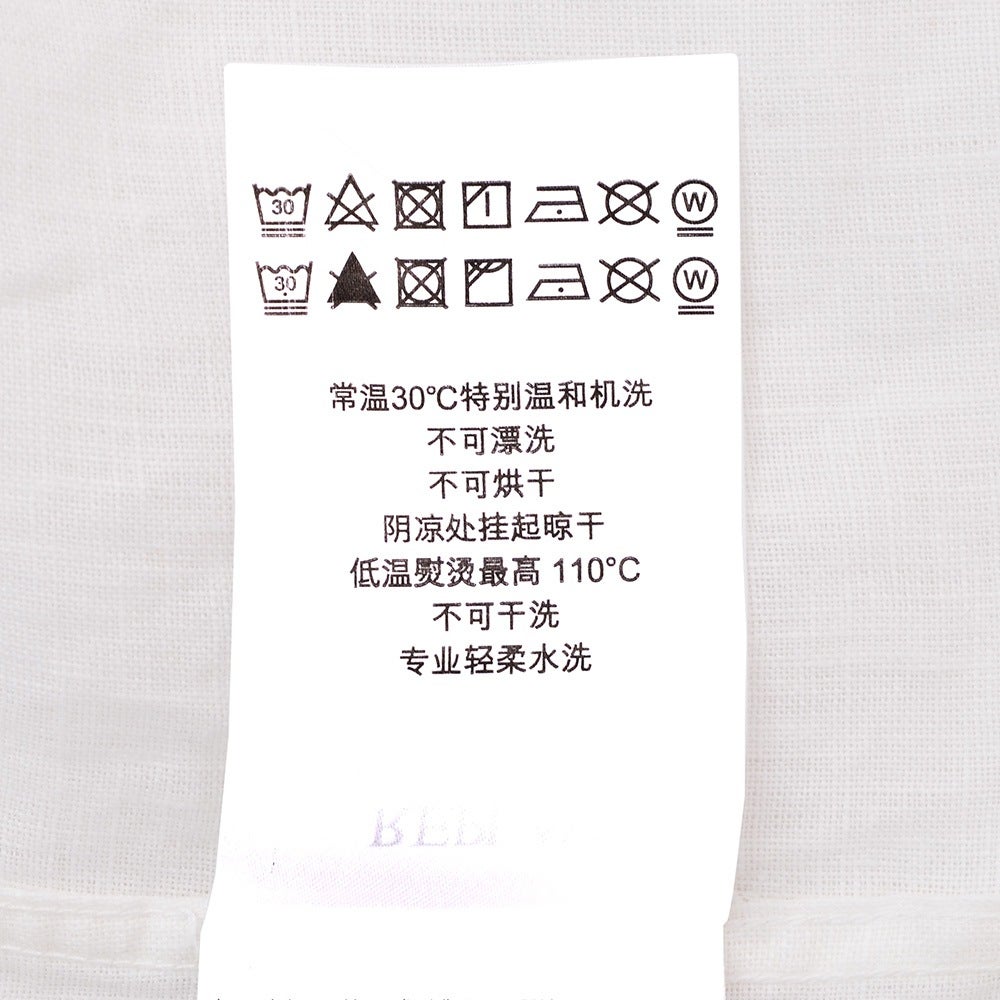 30 W
30 W
常温30℃特别温和机洗
不可漂洗
不可烘干
阴凉处挂起晾干
低温熨烫最高 110°C
不可干洗
专业轻柔水洗